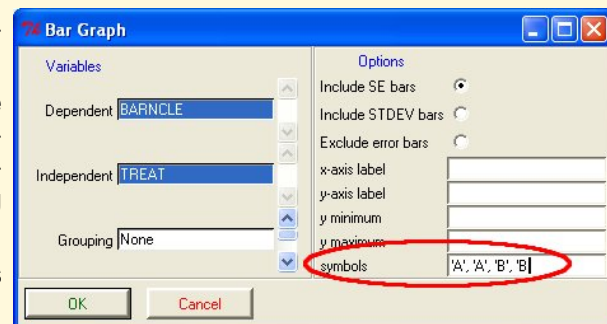 Bar Graph
Variables
Dependent BARNCLE
Independent TREAT
Grouping None
Options
Include SE bars
Include STDEV bars
Exclude error bars
x-axis label
y-axis label
y minimum
y maximum
symbols 'A', 'A', 'B', 'B
OK Cancel